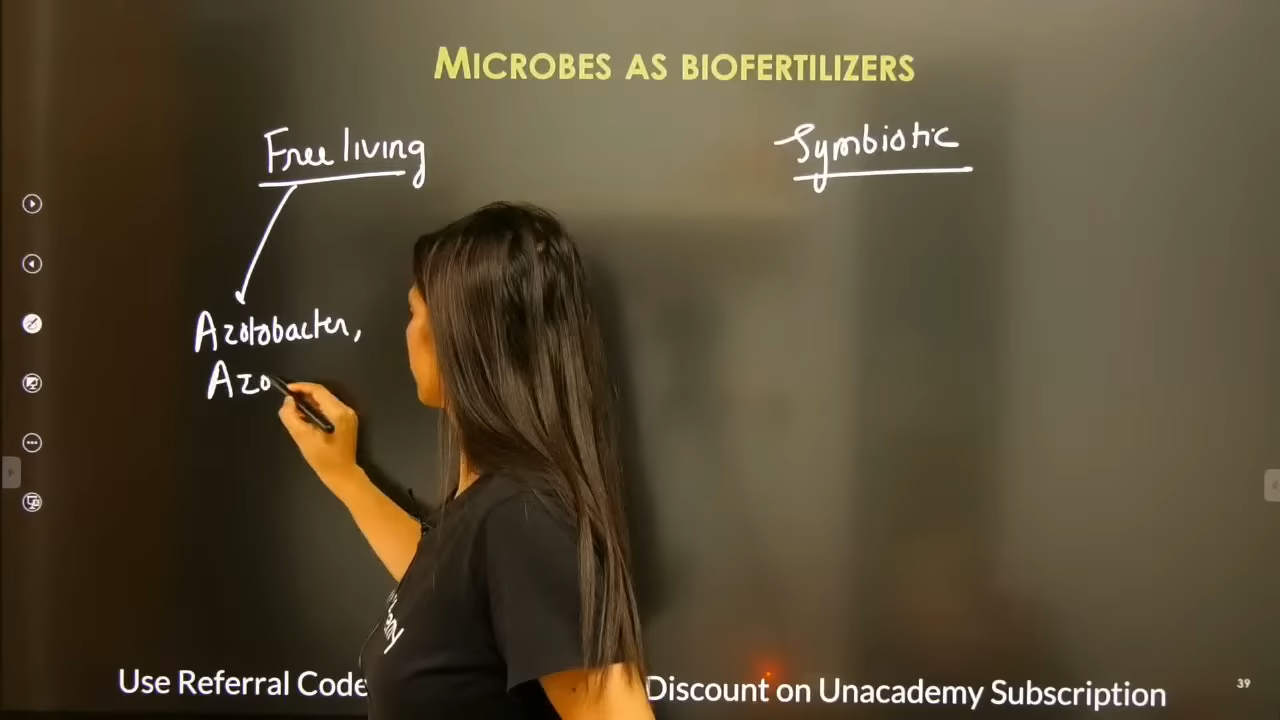 MICROBES AS BIOFERTILIZERS
Free living
Symbiotic
Azotobacter,
Azo
Use Referral Code
Discount on Unacademy Subscription
39